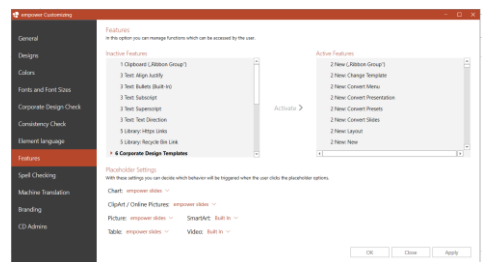 empower Customizing
General
Designs
Colors
Fonts and Font Sizes
Corporate Design Check
Consistency Check
Element language
Features
Spell Checking
Machine Translation
Branding
CD Admins
Features
In this option you can manage functions which can be accessed by the user.
Inactive Features
1 Clipboard („Ribbon Group“)
3 Text: Align Justify
3 Text: Bullets (Built-In)
3 Text: Subscript
3 Text: Superscript
3 Text: Text Direction
5 Library: Https Links
5 Library: Recycle Bin Link
6 Corporate Design Templates
Activate >
Active Features
2 New („Ribbon Group“)
2 New: Change Template
2 New: Convert Menu
2 New: Convert Presentation
2 New: Convert Presets
2 New: Convert Slides
2 New: Layout
2 New: New
Placeholder Settings
With these settings you can decide which behavior will be triggered when the user clicks the placeholder options.
Chart: empower slides
ClipArt / Online Pictures: empower slides
Picture: empower slides SmartArt: Built In
Table: empower slides Video: Built In
OK Close Apply